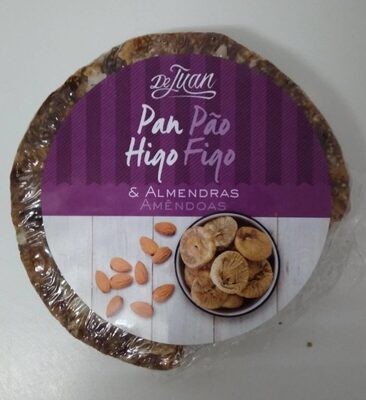 De Juan
Pan Pão
Higo Figo
& ALMENDRAS
AMÊNDOAS